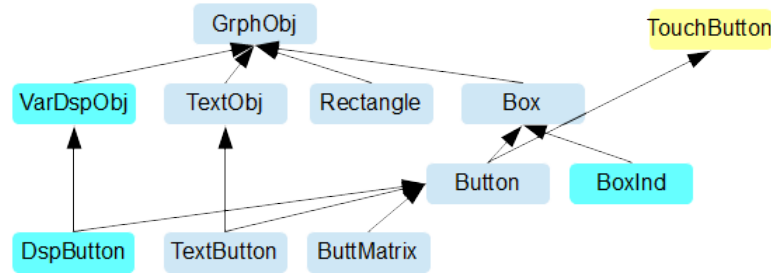 GrphObj
TouchButton
VarDspObj
TextObj
Rectangle
Box
Button
BoxInd
DspButton
TextButton
ButtMatrix